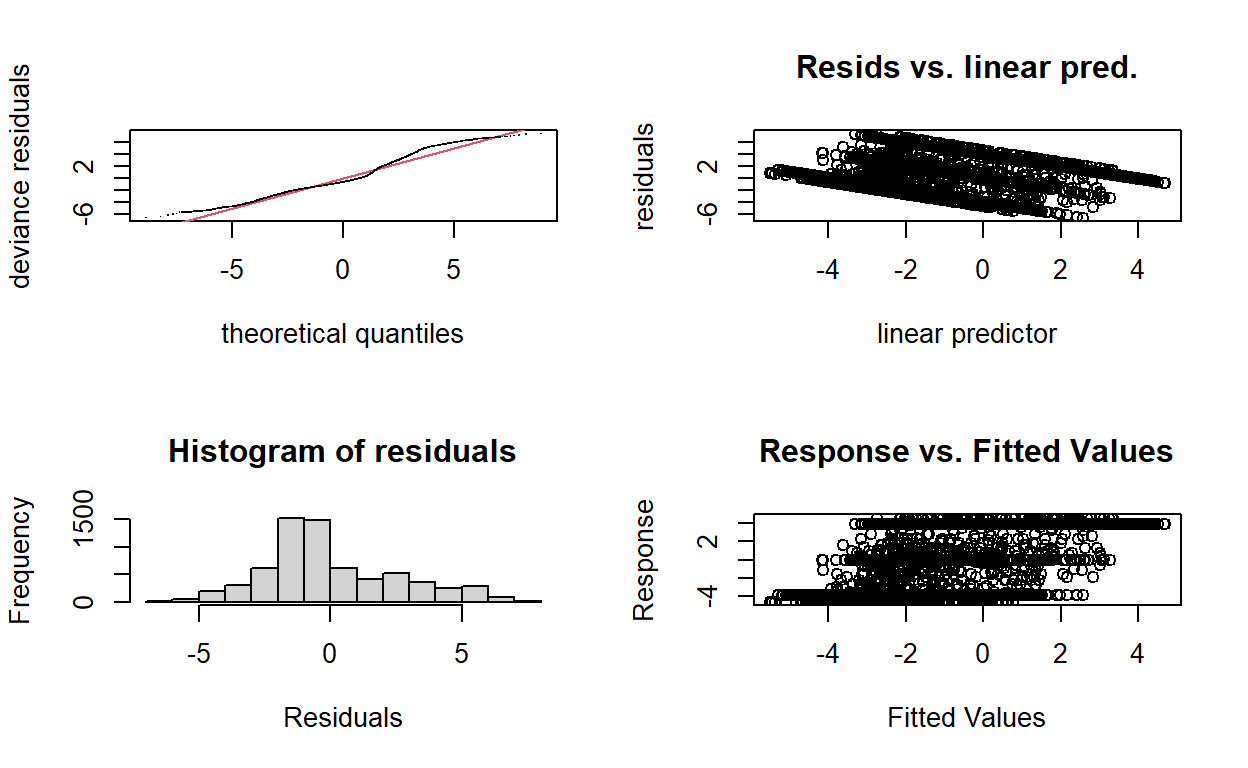 deviance residuals
2
-6
-5 0 5
theoretical quantiles
Resids vs. linear pred.
residuals
2
-6
-4 -2 0 2 4
linear predictor
Histogram of residuals
Frequency
1500
0
-5 0 5
Residuals
Response vs. Fitted Values
Response
2
-4
-4 -2 0 2 4
Fitted Values